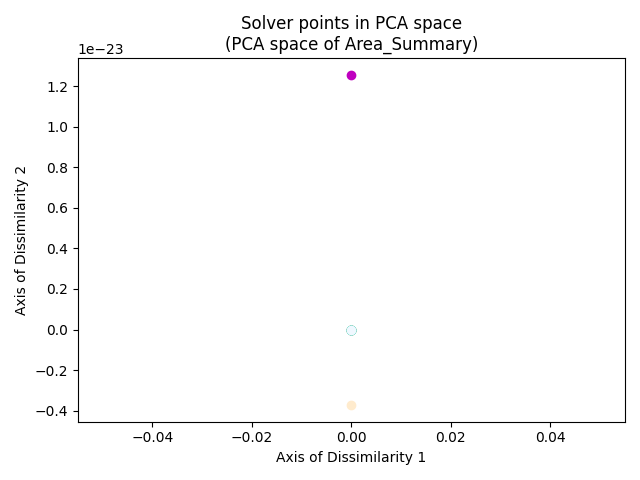 Solver points in PCA space
(PCA space of Area_Summary)
1e−23
1.2
1.0
0.8
0.6
0.4
0.2
0.0
−0.2
−0.4
Axis of Dissimilarity 2
−0.04
−0.02
0.00
0.02
0.04
Axis of Dissimilarity 1